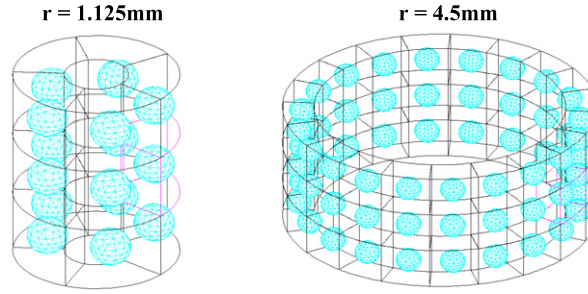 r = 1.125mm
r = 4.5mm